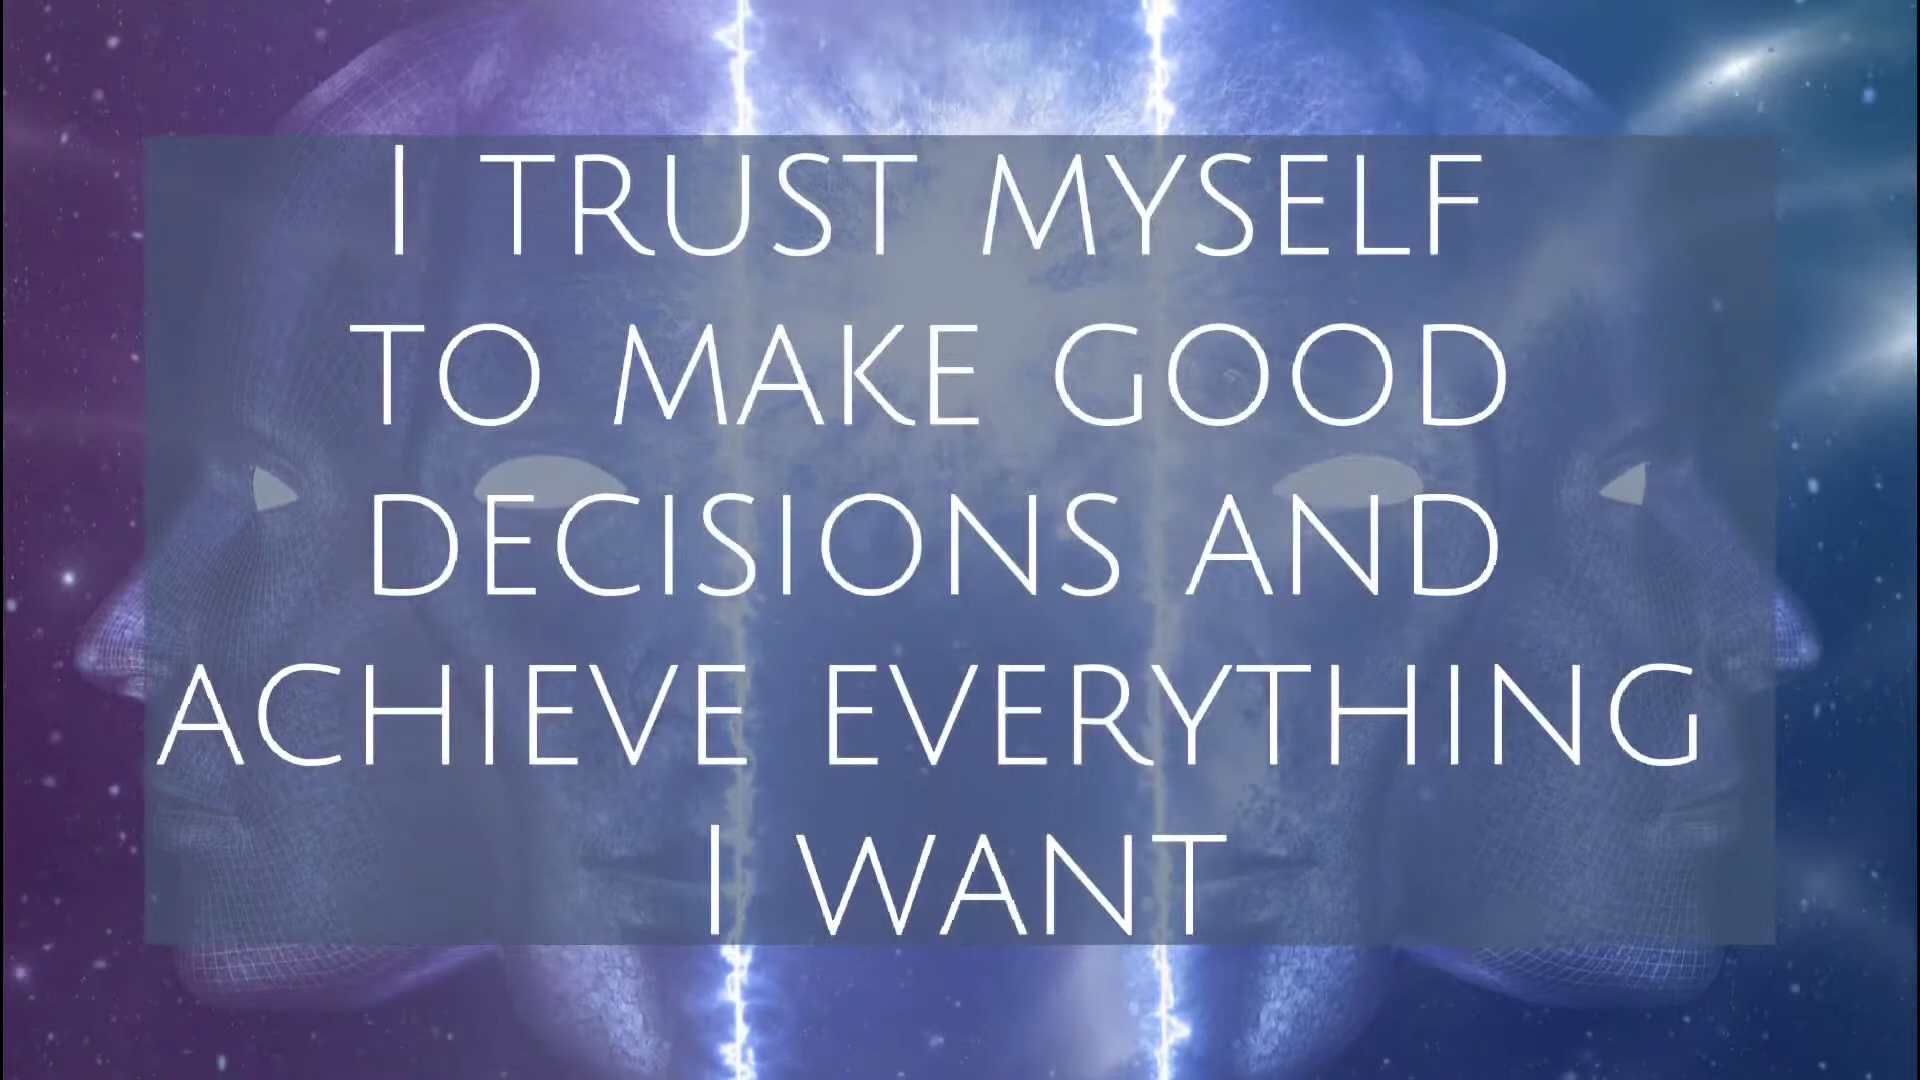 I TRUST MYSELF
TO MAKE GOOD
DECISIONS AND
ACHIEVE EVERYTHING
I WANT